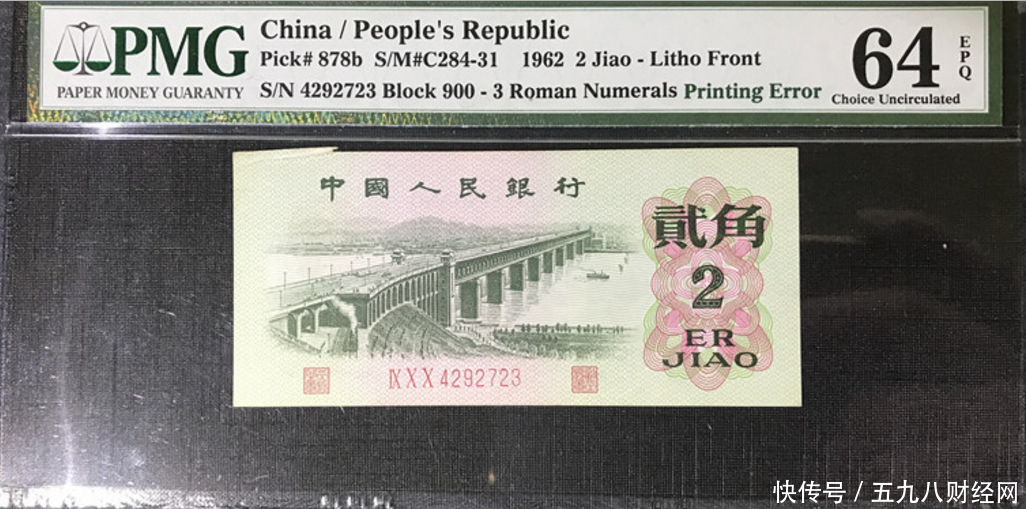 PMG
PAPER MONEY GUARANTY
China / People's Republic
Pick# 878b S/M#C284-31 1962 2 Jiao - Litho Front
S/N 4292723 Block 900 - 3 Roman Numerals Printing Error
64
EPQ
Choice Uncirculated
中國人民銀行
貳角
2
ER
JIAO
ⅨⅩⅩ4292723
快传号 / 五九八财经网